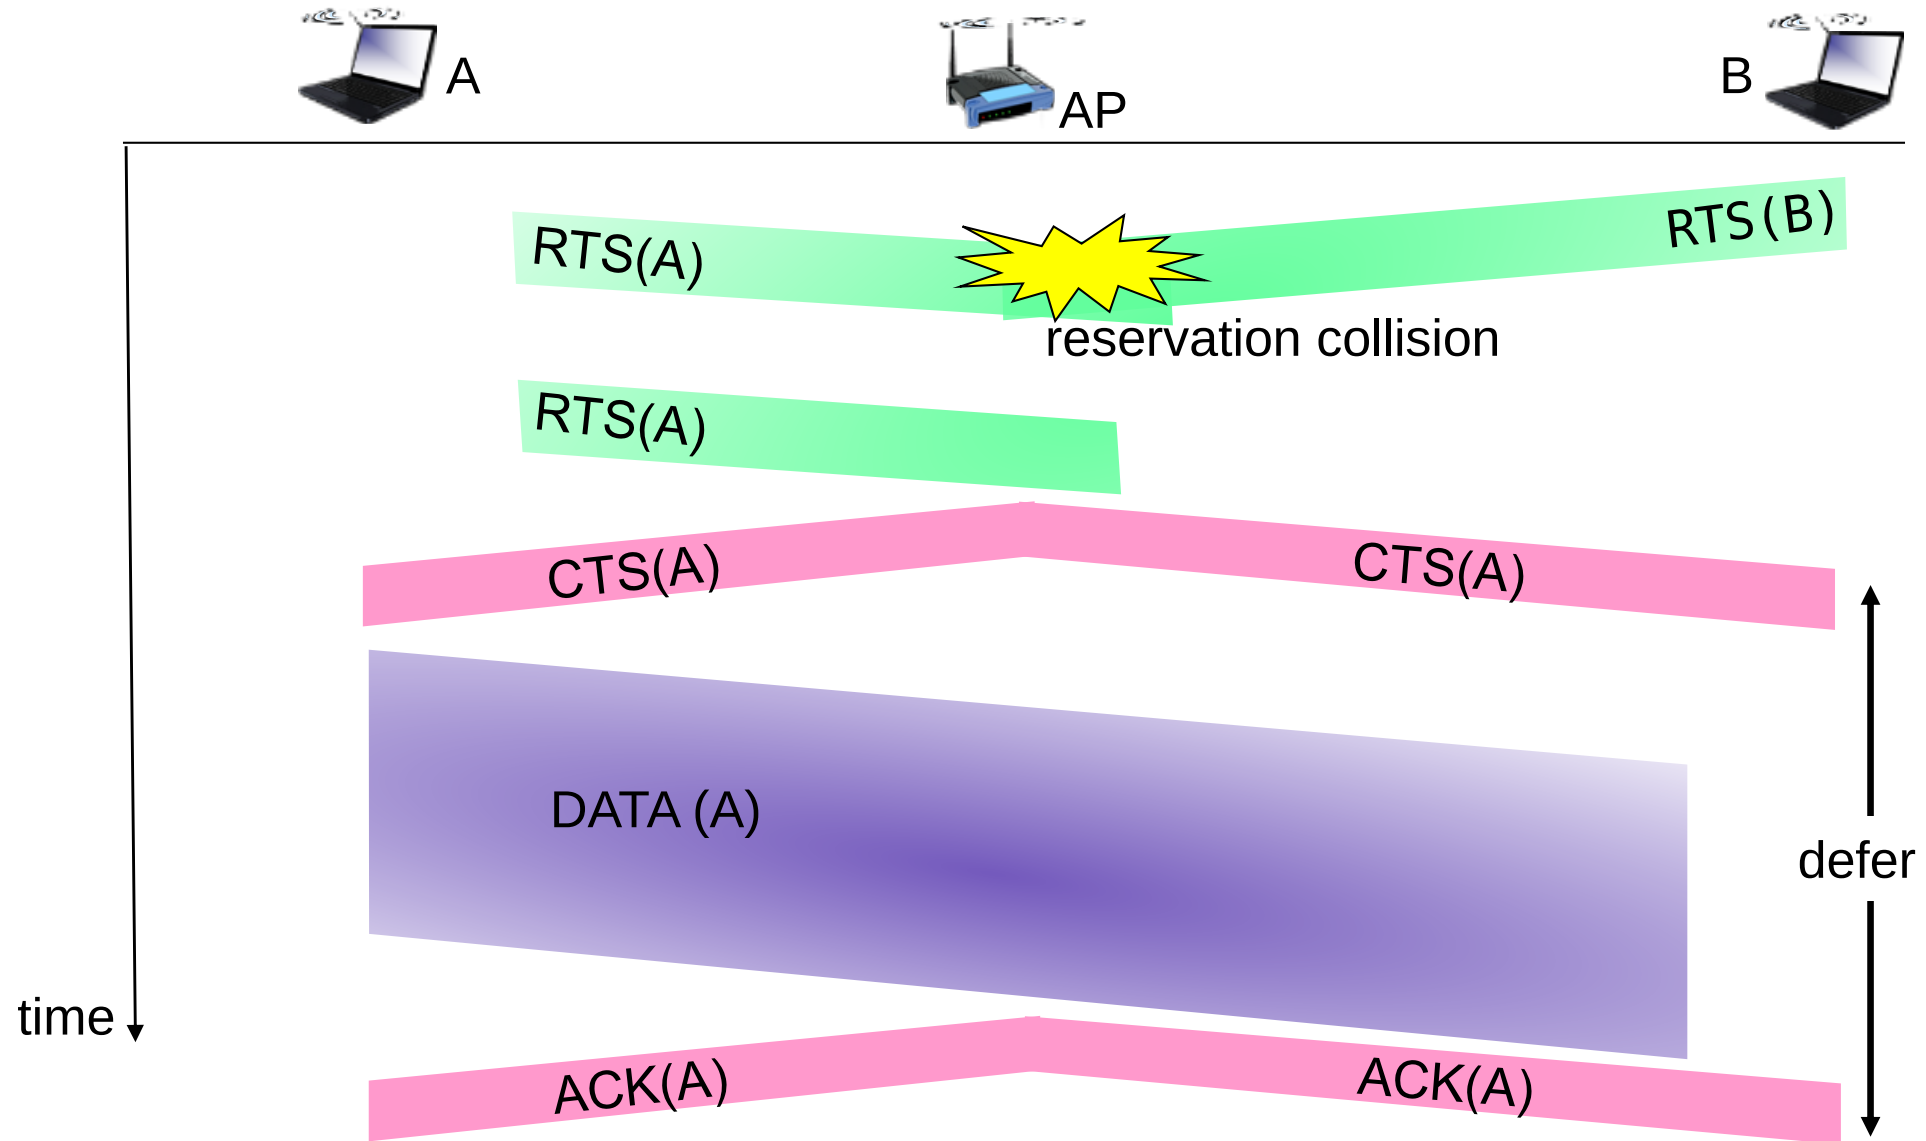 A
AP
B
RTS(A)
RTS(B)
reservation collision
RTS(A)
CTS(A)
CTS(A)
DATA (A)
defer
time
ACK(A)
ACK(A)